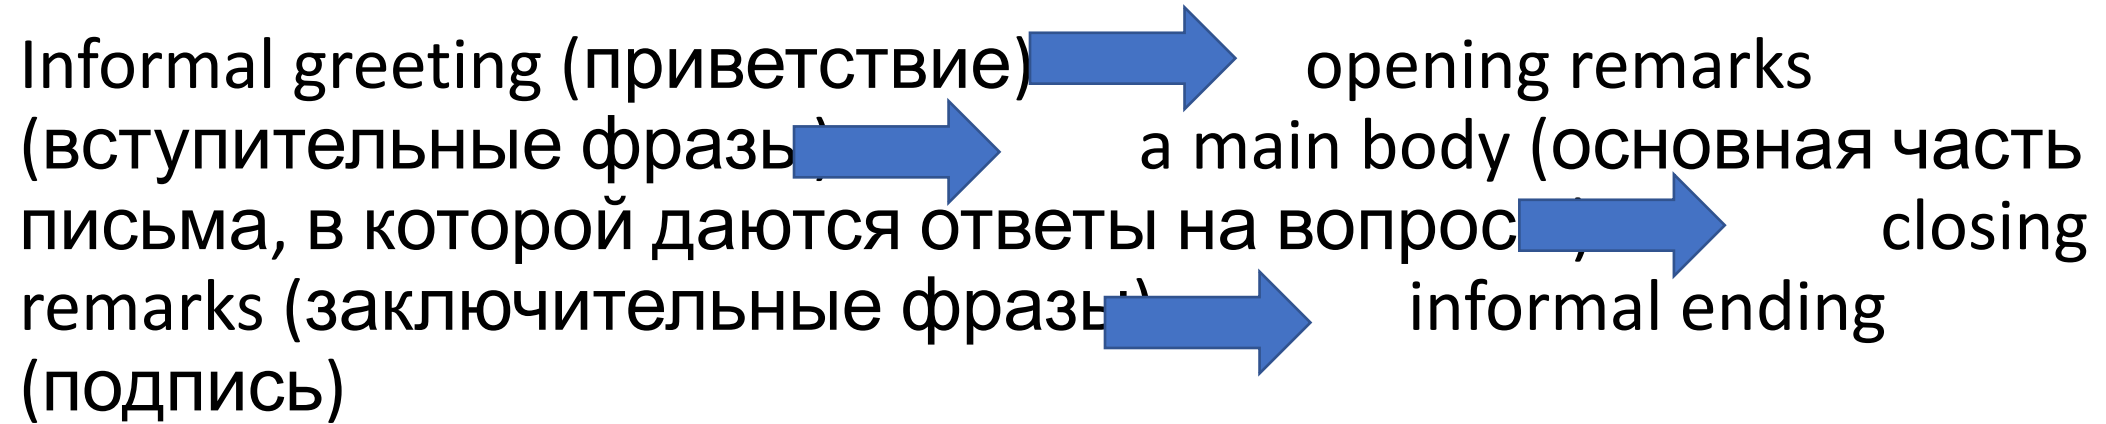 Informal greeting (приветствие) opening remarks
(вступительные фразы) a main body (основная часть
письма, в которой даются ответы на вопросы) closing
remarks (заключительные фразы) informal ending
(подпись)